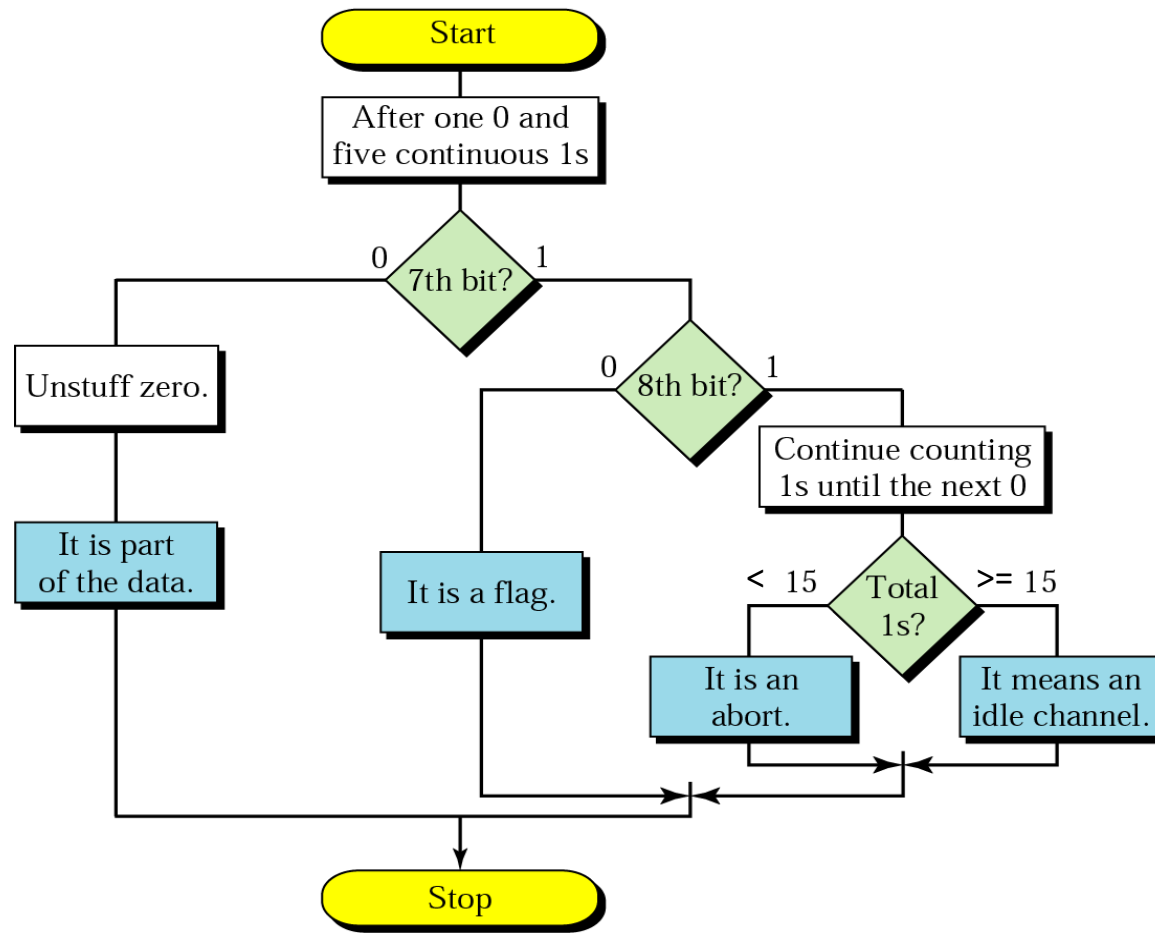 Start
After one 0 and
five continuous 1s
0
7th bit?
1
Unstuff zero.
0
8th bit?
1
Continue counting
1s until the next 0
It is part
of the data.
It is a flag.
< 15
Total
1s?
>= 15
It is an
abort.
It means an
idle channel.
Stop